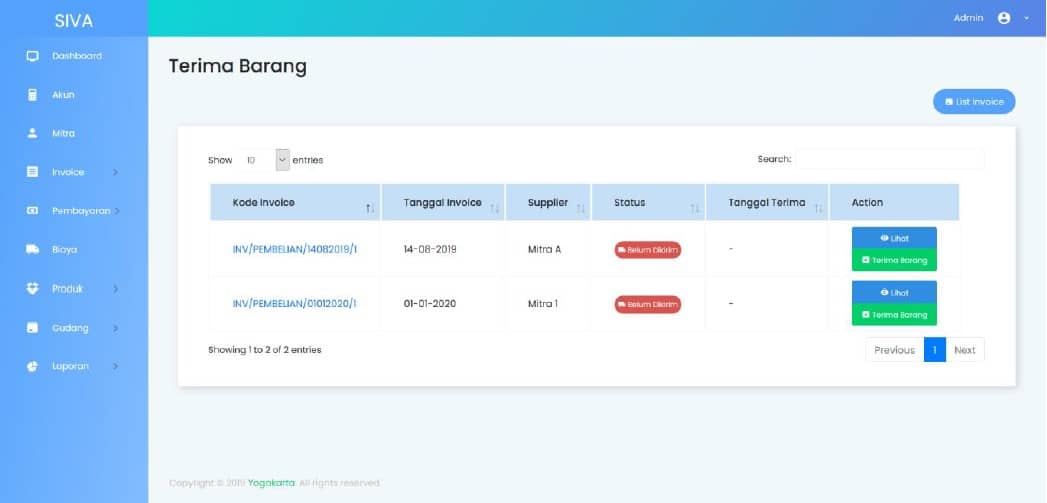 SIVA
Admin
Dashboard
Akun
Mitra
Invoice
Pembayaran
Biaya
Produk
Gudang
Laporan
Terima Barang
List Invoice
Show 10 entries
Search:
Kode Invoice Tanggal Invoice Supplier Status Tanggal Terima Action
INV/PEMBELIAN/14082019/1 14-08-2019 Mitra A Belum Dikirim - Lihat
Terima Barang
INV/PEMBELIAN/01012020/1 01-01-2020 Mitra 1 Belum Dikirim - Lihat
Terima Barang
Showing 1 to 2 of 2 entries
Previous 1 Next
Copyright © 2019 Yogakarta. All rights reserved.